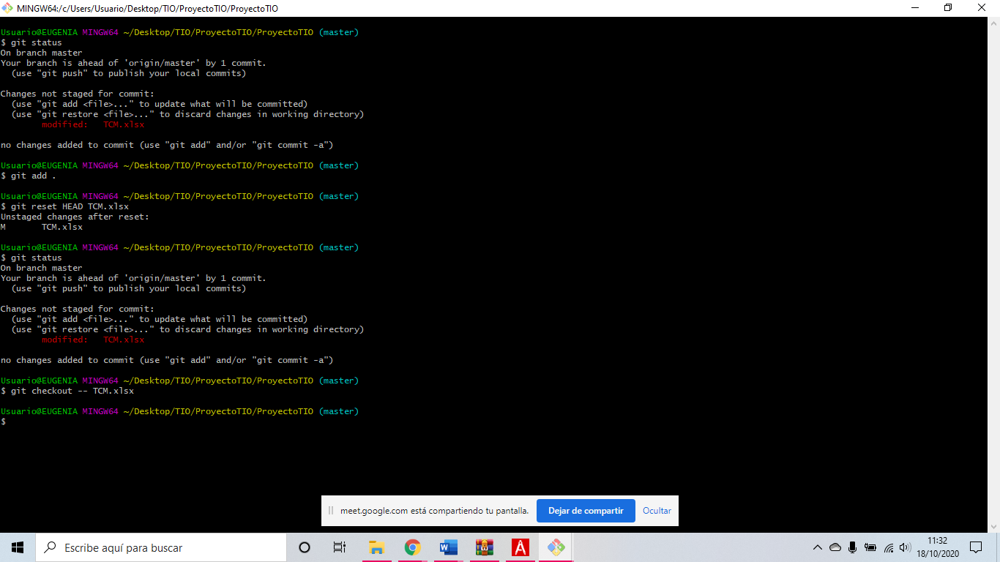 MINGW64:/c/Users/Usuario/Desktop/TIO/ProyectoTIO/ProyectoTIO
Usuario@EUGENIA MINGW64 ~/Desktop/TIO/ProyectoTIO/ProyectoTIO (master)
$ git status
On branch master
Your branch is ahead of 'origin/master' by 1 commit.
  (use "git push" to publish your local commits)
Changes not staged for commit:
  (use "git add <file>..." to update what will be committed)
  (use "git restore <file>..." to discard changes in working directory)
        modified:   TCM.xlsx
no changes added to commit (use "git add" and/or "git commit -a")
Usuario@EUGENIA MINGW64 ~/Desktop/TIO/ProyectoTIO/ProyectoTIO (master)
$ git add .
Usuario@EUGENIA MINGW64 ~/Desktop/TIO/ProyectoTIO/ProyectoTIO (master)
$ git reset HEAD TCM.xlsx
Unstaged changes after reset:
M       TCM.xlsx
Usuario@EUGENIA MINGW64 ~/Desktop/TIO/ProyectoTIO/ProyectoTIO (master)
$ git status
On branch master
Your branch is ahead of 'origin/master' by 1 commit.
  (use "git push" to publish your local commits)
Changes not staged for commit:
  (use "git add <file>..." to update what will be committed)
  (use "git restore <file>..." to discard changes in working directory)
        modified:   TCM.xlsx
no changes added to commit (use "git add" and/or "git commit -a")
Usuario@EUGENIA MINGW64 ~/Desktop/TIO/ProyectoTIO/ProyectoTIO (master)
$ git checkout -- TCM.xlsx
Usuario@EUGENIA MINGW64 ~/Desktop/TIO/ProyectoTIO/ProyectoTIO (master)
$
meet.google.com está compartiendo tu pantalla. Dejar de compartir Ocultar
Escribe aquí para buscar
11:32
18/10/2020